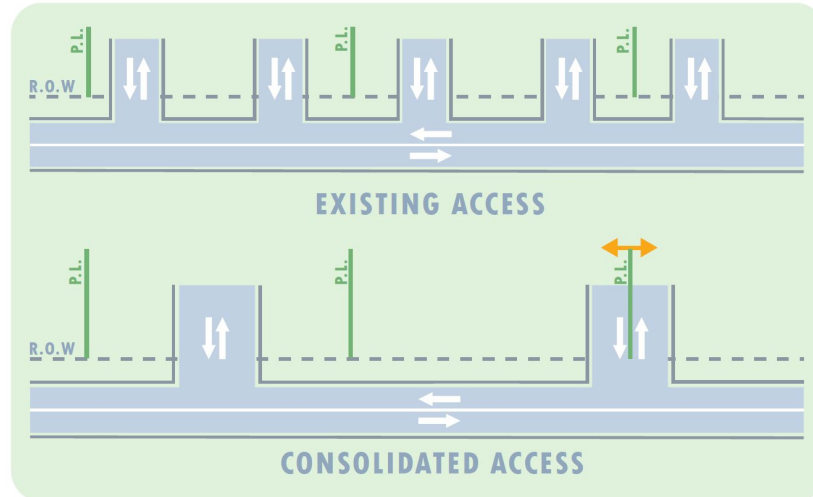 P.L.
P.L.
P.L.
R.O.W
EXISTING ACCESS
P.L.
P.L.
P.L.
R.O.W
CONSOLIDATED ACCESS